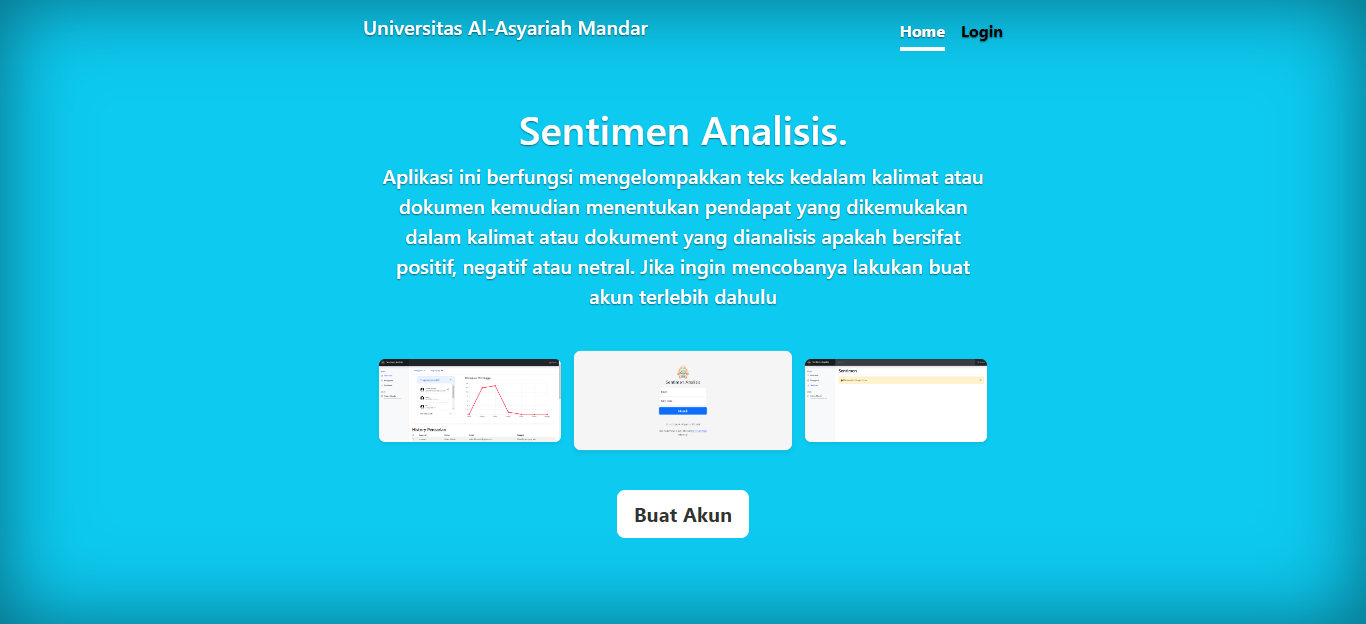 Universitas Al-Asyariah Mandar
Home Login
Sentimen Analisis.
Aplikasi ini berfungsi mengelompakkan teks kedalam kalimat atau
dokumen kemudian menentukan pendapat yang dikemukakan
dalam kalimat atau dokument yang dianalisis apakah bersifat
positif, negatif atau netral. Jika ingin mencobanya lakukan buat
akun terlebih dahulu
History Pencarian
Sentimen Analisis
Sentimen
Buat Akun